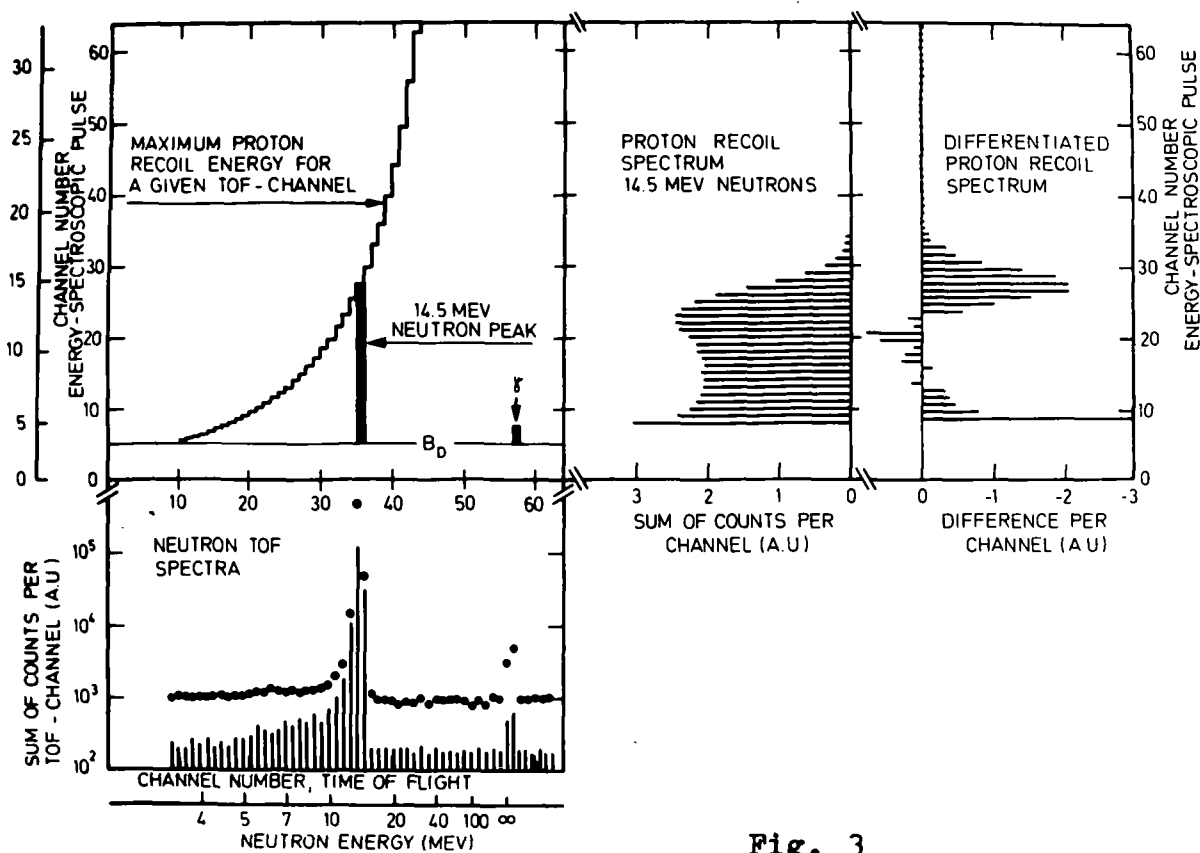 30
25
20
15
10
5
0
CHANNEL NUMBER
ENERGY-SPECTROSCOPIC PULSE
60
50
40
30
20
10
0
MAXIMUM PROTON
RECOIL ENERGY FOR
A GIVEN TOF-CHANNEL
14.5 MEV
NEUTRON PEAK
γ
B_D
10 20 30 40 50 60
PROTON RECOIL
SPECTRUM
14.5 MEV NEUTRONS
3 2 1 0
SUM OF COUNTS PER
CHANNEL (A.U)
DIFFERENTIATED
PROTON RECOIL
SPECTRUM
0 -1 -2 -3
DIFFERENCE PER
CHANNEL (A U)
60
50
40
30
20
10
0
CHANNEL NUMBER
ENERGY-SPECTROSCOPIC PULSE
NEUTRON TOF
SPECTRA
10^5
10^4
10^3
10^2
SUM OF COUNTS PER
TOF-CHANNEL (A.U)
CHANNEL NUMBER, TIME OF FLIGHT
4 5 7 10 20 40 100 ∞
NEUTRON ENERGY (MEV)
Fig. 3